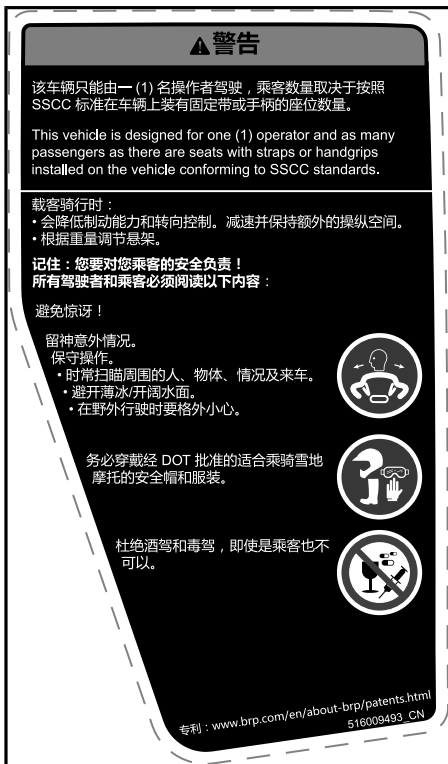 ⚠警告
该车辆只能由一 (1) 名操作者驾驶，乘客数量取决于按照
SSCC 标准在车辆上装有固定带或手柄的座位数量。
This vehicle is designed for one (1) operator and as many
passengers as there are seats with straps or handgrips
installed on the vehicle conforming to SSCC standards.
载客骑行时：
• 会降低制动能力和转向控制。减速并保持额外的操纵空间。
• 根据重量调节悬架。
记住：您要对您乘客的安全负责！
所有驾驶者和乘客必须阅读以下内容：
避免惊讶！
留神意外情况。
保守操作。
• 时常扫瞄周围的人、物体、情况及来车。
• 避开薄冰/开阔水面。
• 在野外行驶时要格外小心。
务必穿戴经 DOT 批准的适合乘骑雪地
摩托的安全帽和服装。
杜绝酒驾和毒驾，即使是乘客也不
可以。
专利：www.brp.com/en/about-brp/patents.html
516009493_CN